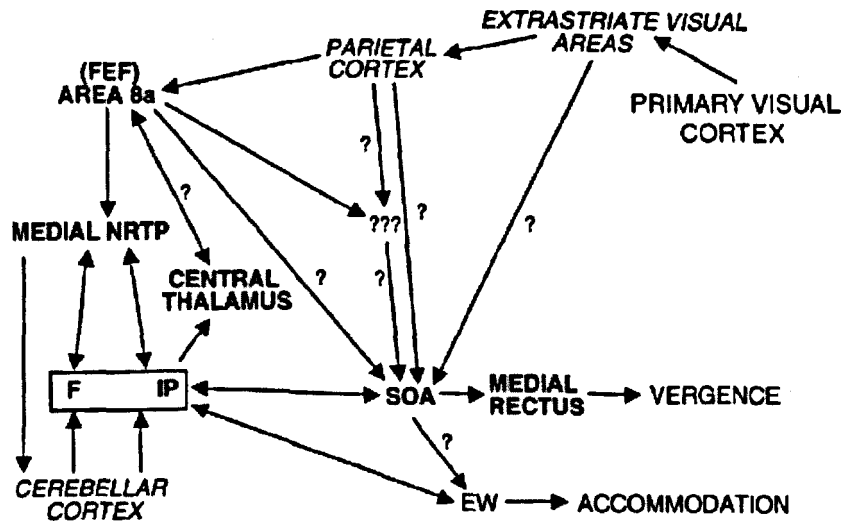 EXTRASTRIATE VISUAL
AREAS
PARIETAL
CORTEX
(FEF)
AREA 8a
PRIMARY VISUAL
CORTEX
?
?
???
?
?
MEDIAL NRTP
CENTRAL
THALAMUS
?
?
F IP
SOA
MEDIAL
RECTUS
VERGENCE
?
CEREBELLAR
CORTEX
EW
ACCOMMODATION